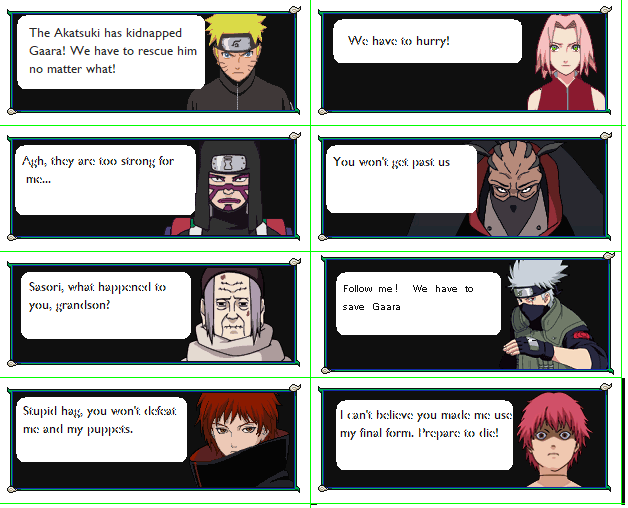 The Akatsuki has kidnapped
Gaara! We have to rescue him
no matter what!
We have to hurry!
Agh, they are too strong for
me...
You won't get past us
Sasori, what happened to
you, grandson?
Follow me! We have to
save Gaara
Stupid hag, you won't defeat
me and my puppets.
I can't believe you made me use
my final form. Prepare to die!